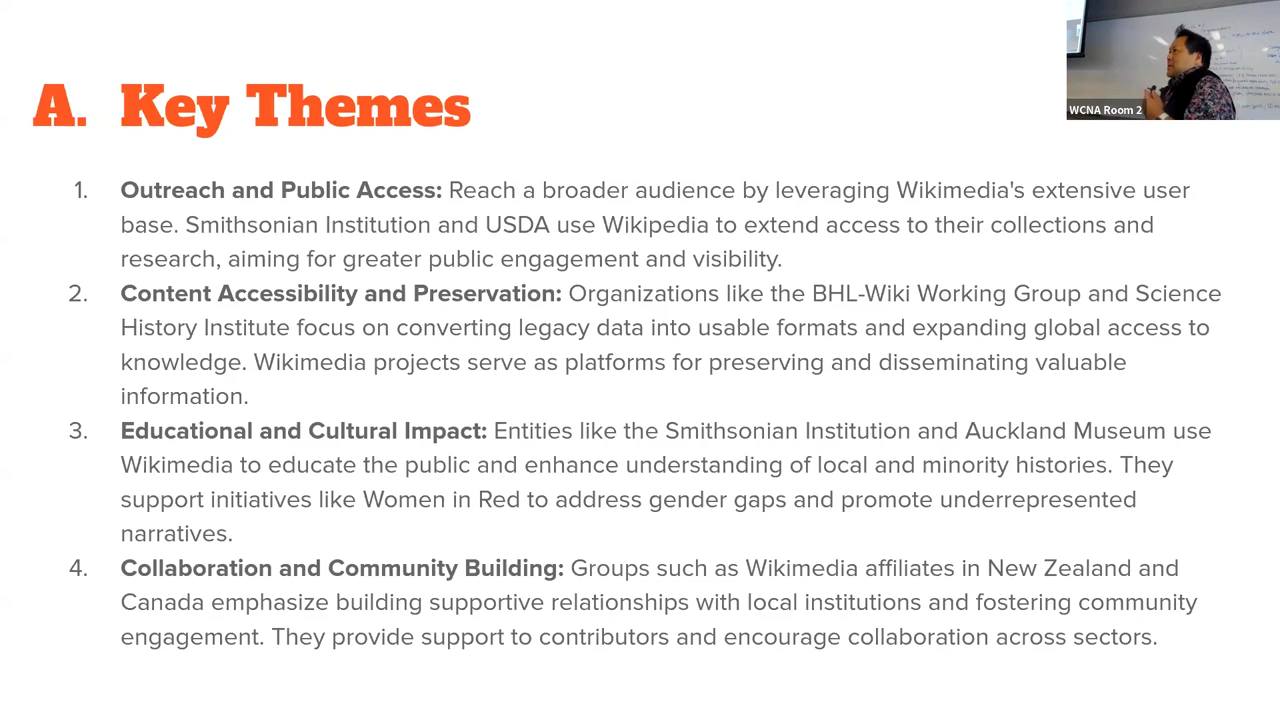 A. Key Themes
WCNA Room 2
1. Outreach and Public Access: Reach a broader audience by leveraging Wikimedia's extensive user
base. Smithsonian Institution and USDA use Wikipedia to extend access to their collections and
research, aiming for greater public engagement and visibility.
2. Content Accessibility and Preservation: Organizations like the BHL-Wiki Working Group and Science
History Institute focus on converting legacy data into usable formats and expanding global access to
knowledge. Wikimedia projects serve as platforms for preserving and disseminating valuable
information.
3. Educational and Cultural Impact: Entities like the Smithsonian Institution and Auckland Museum use
Wikimedia to educate the public and enhance understanding of local and minority histories. They
support initiatives like Women in Red to address gender gaps and promote underrepresented
narratives.
4. Collaboration and Community Building: Groups such as Wikimedia affiliates in New Zealand and
Canada emphasize building supportive relationships with local institutions and fostering community
engagement. They provide support to contributors and encourage collaboration across sectors.